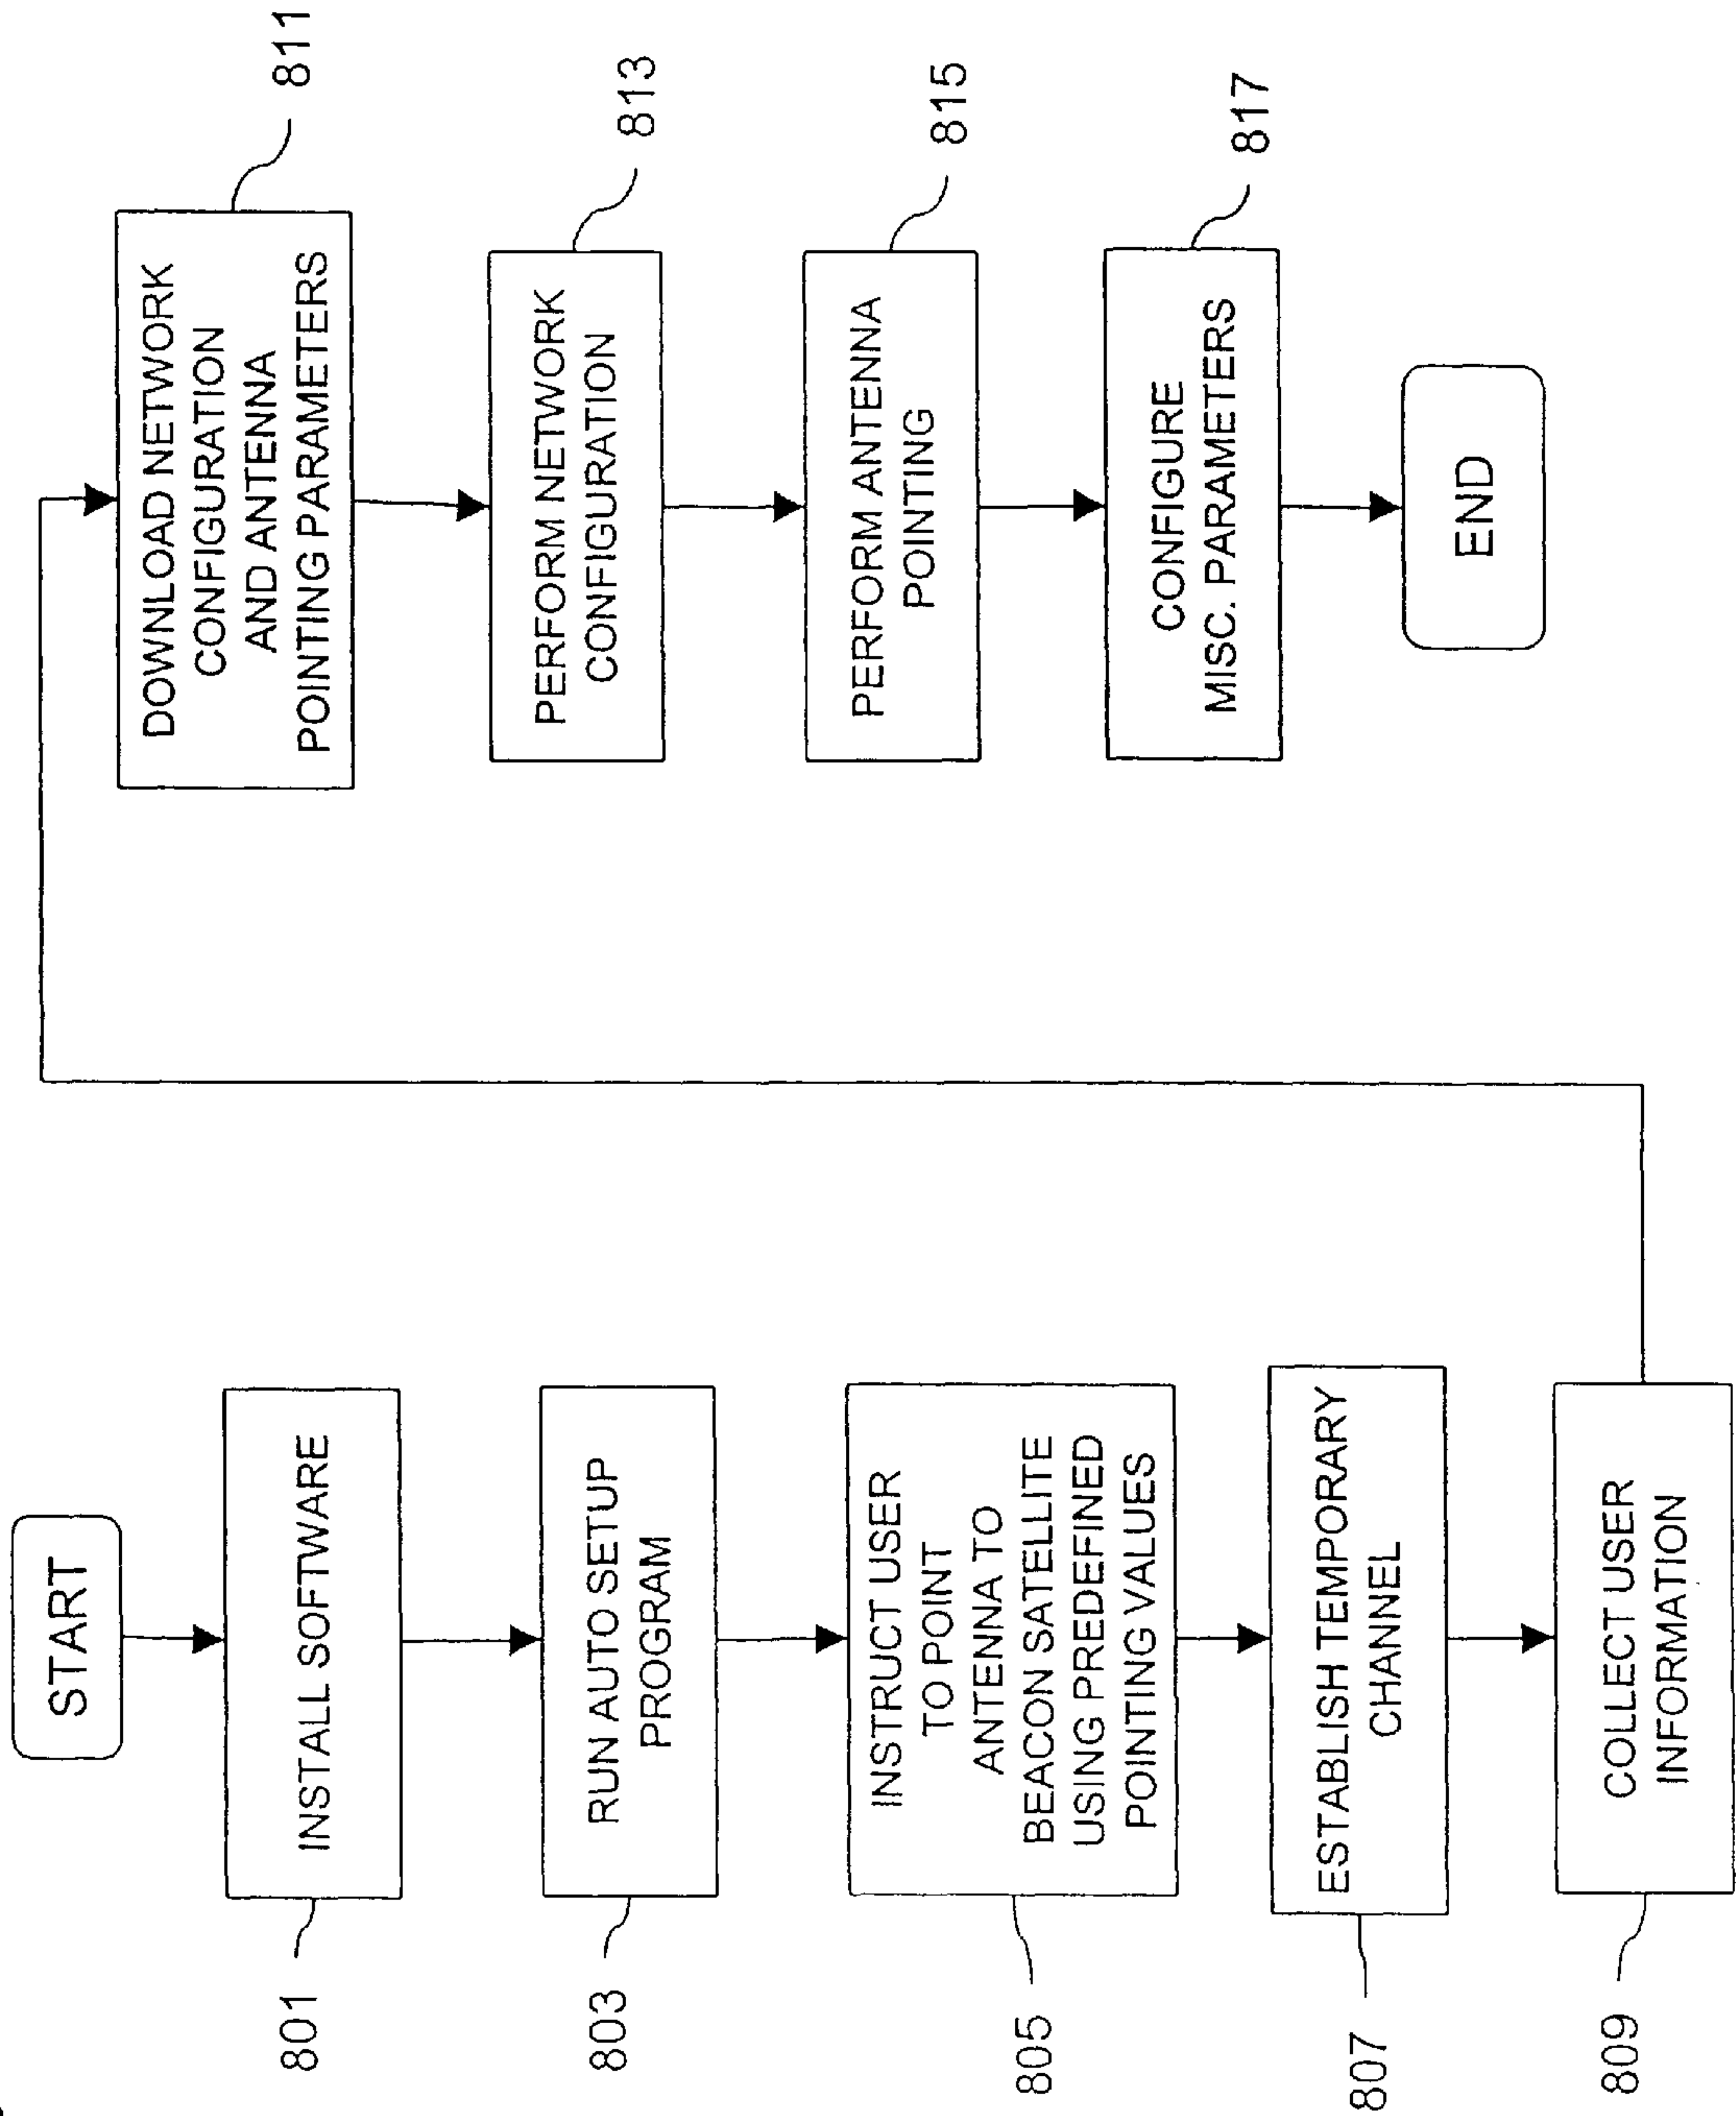 START
INSTALL SOFTWARE
801
RUN AUTO SETUP
PROGRAM
803
INSTRUCT USER
TO POINT
ANTENNA TO
BEACON SATELLITE
USING PREDEFINED
POINTING VALUES
805
ESTABLISH TEMPORARY
CHANNEL
807
COLLECT USER
INFORMATION
809
DOWNLOAD NETWORK
CONFIGURATION
AND ANTENNA
POINTING PARAMETERS
811
PERFORM NETWORK
CONFIGURATION
813
PERFORM ANTENNA
POINTING
815
CONFIGURE
MISC. PARAMETERS
817
END